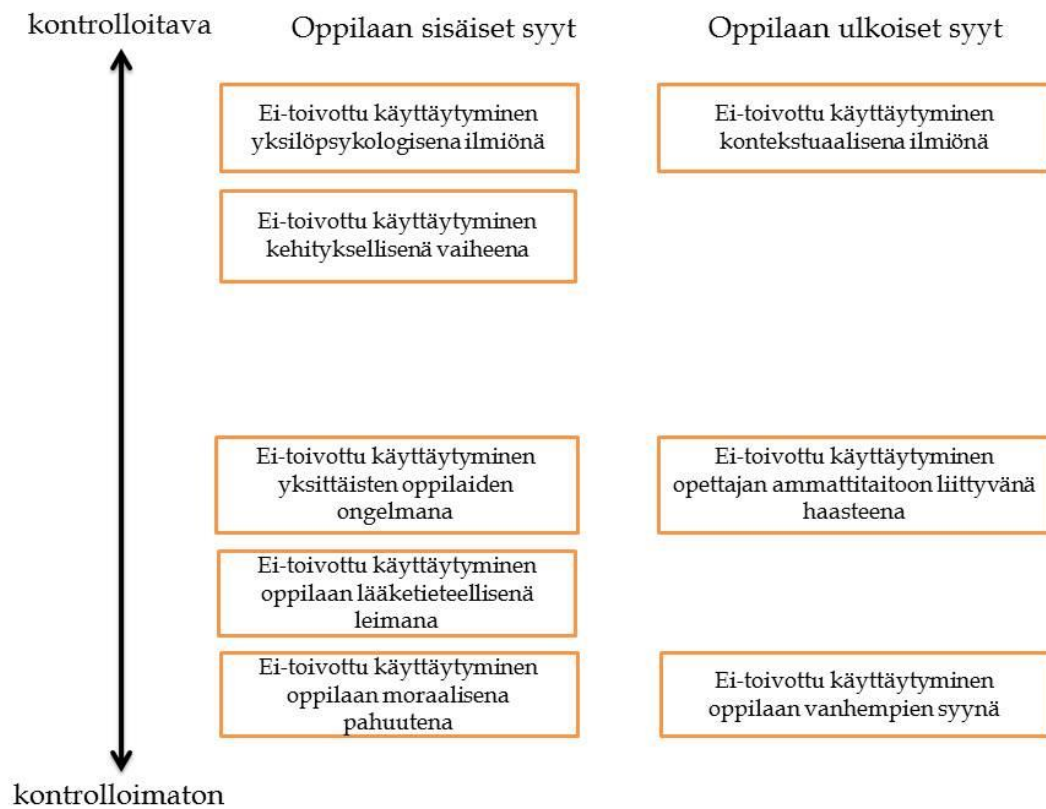 kontrolloitava
Oppilaan sisäiset syyt
Oppilaan ulkoiset syyt
Ei-toivottu käyttäytyminen
yksilöpsykologisena ilmiönä
Ei-toivottu käyttäytyminen
kontekstuaalisena ilmiönä
Ei-toivottu käyttäytyminen
kehityksellisenä vaiheena
Ei-toivottu käyttäytyminen
yksittäisten oppilaiden
ongelmana
Ei-toivottu käyttäytyminen
opettajan ammattitaitoon liittyvänä
haasteena
Ei-toivottu käyttäytyminen
oppilaan lääketieteellisenä
leimana
Ei-toivottu käyttäytyminen
oppilaan moraalisena
pahuutena
Ei-toivottu käyttäytyminen
oppilaan vanhempien syynä
kontrolloimaton